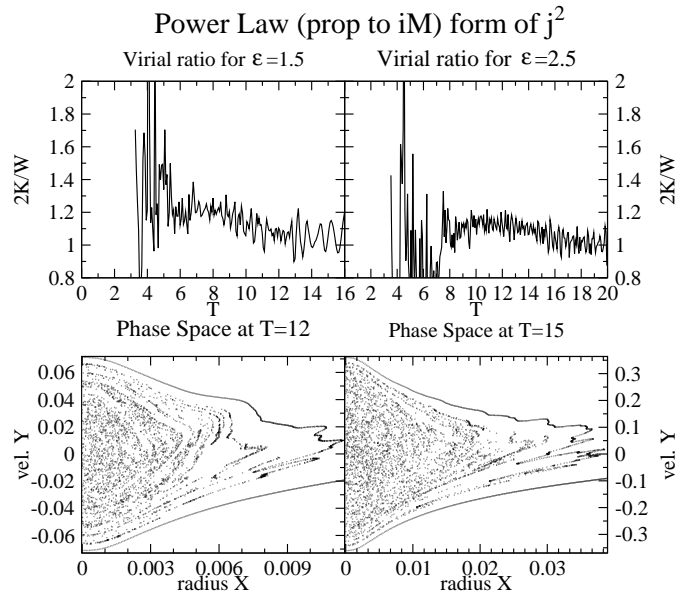 Power Law (prop to iM) form of j²
Virial ratio for ε=1.5
Virial ratio for ε=2.5
2K/W
2
1.8
1.6
1.4
1.2
1
0.8
0 2 4 6 8 10 12 14 16
T
2 4 6 8 10 12 14 16 18 20
T
2
1.8
1.6
1.4
1.2
1
0.8
2K/W
Phase Space at T=12
Phase Space at T=15
vel. Y
0.06
0.04
0.02
0
-0.02
-0.04
-0.06
0 0.003 0.006 0.009
radius X
0 0.01 0.02 0.03
radius X
0.3
0.2
0.1
0
-0.1
-0.2
-0.3
vel. Y